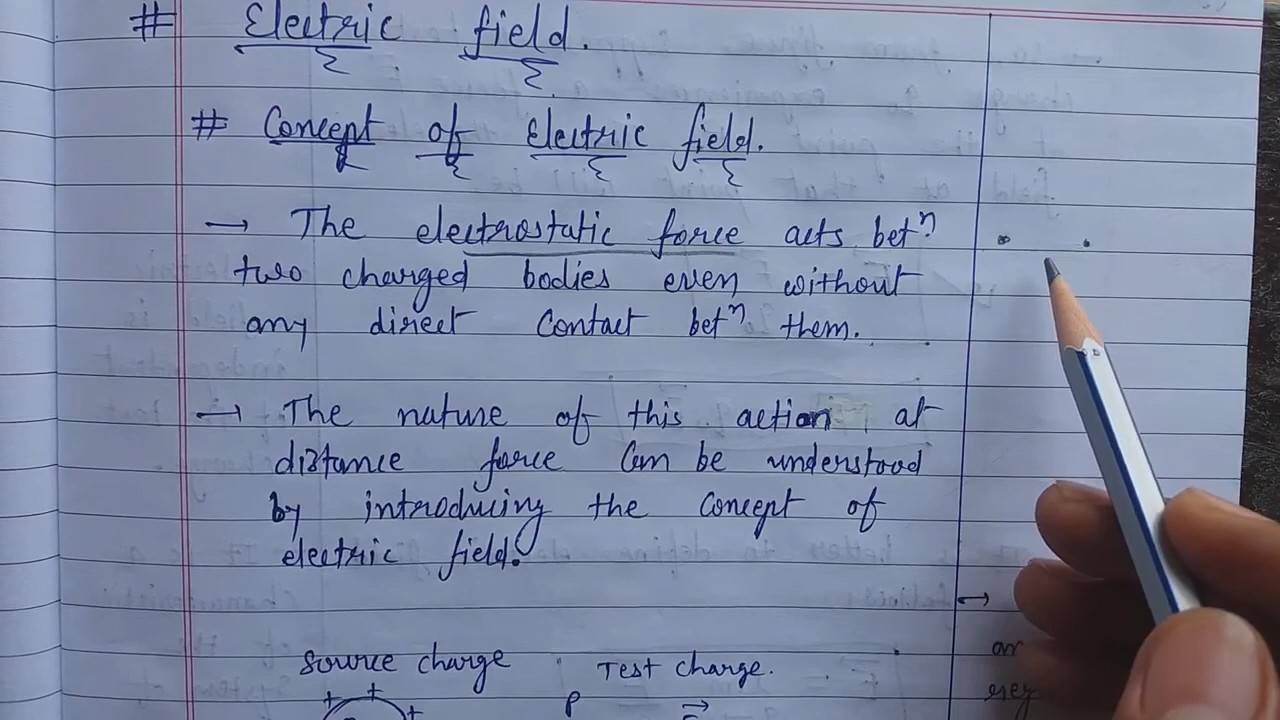 # Electric field.
# Concept of Electric field.
→ The electrostatic force acts betⁿ
two charged bodies even without
any direct contact betⁿ them.
→ The nature of this action at
distance force can be understood
by introducing the concept of
electric field.
→
Source charge Test charge.
+ + +
P